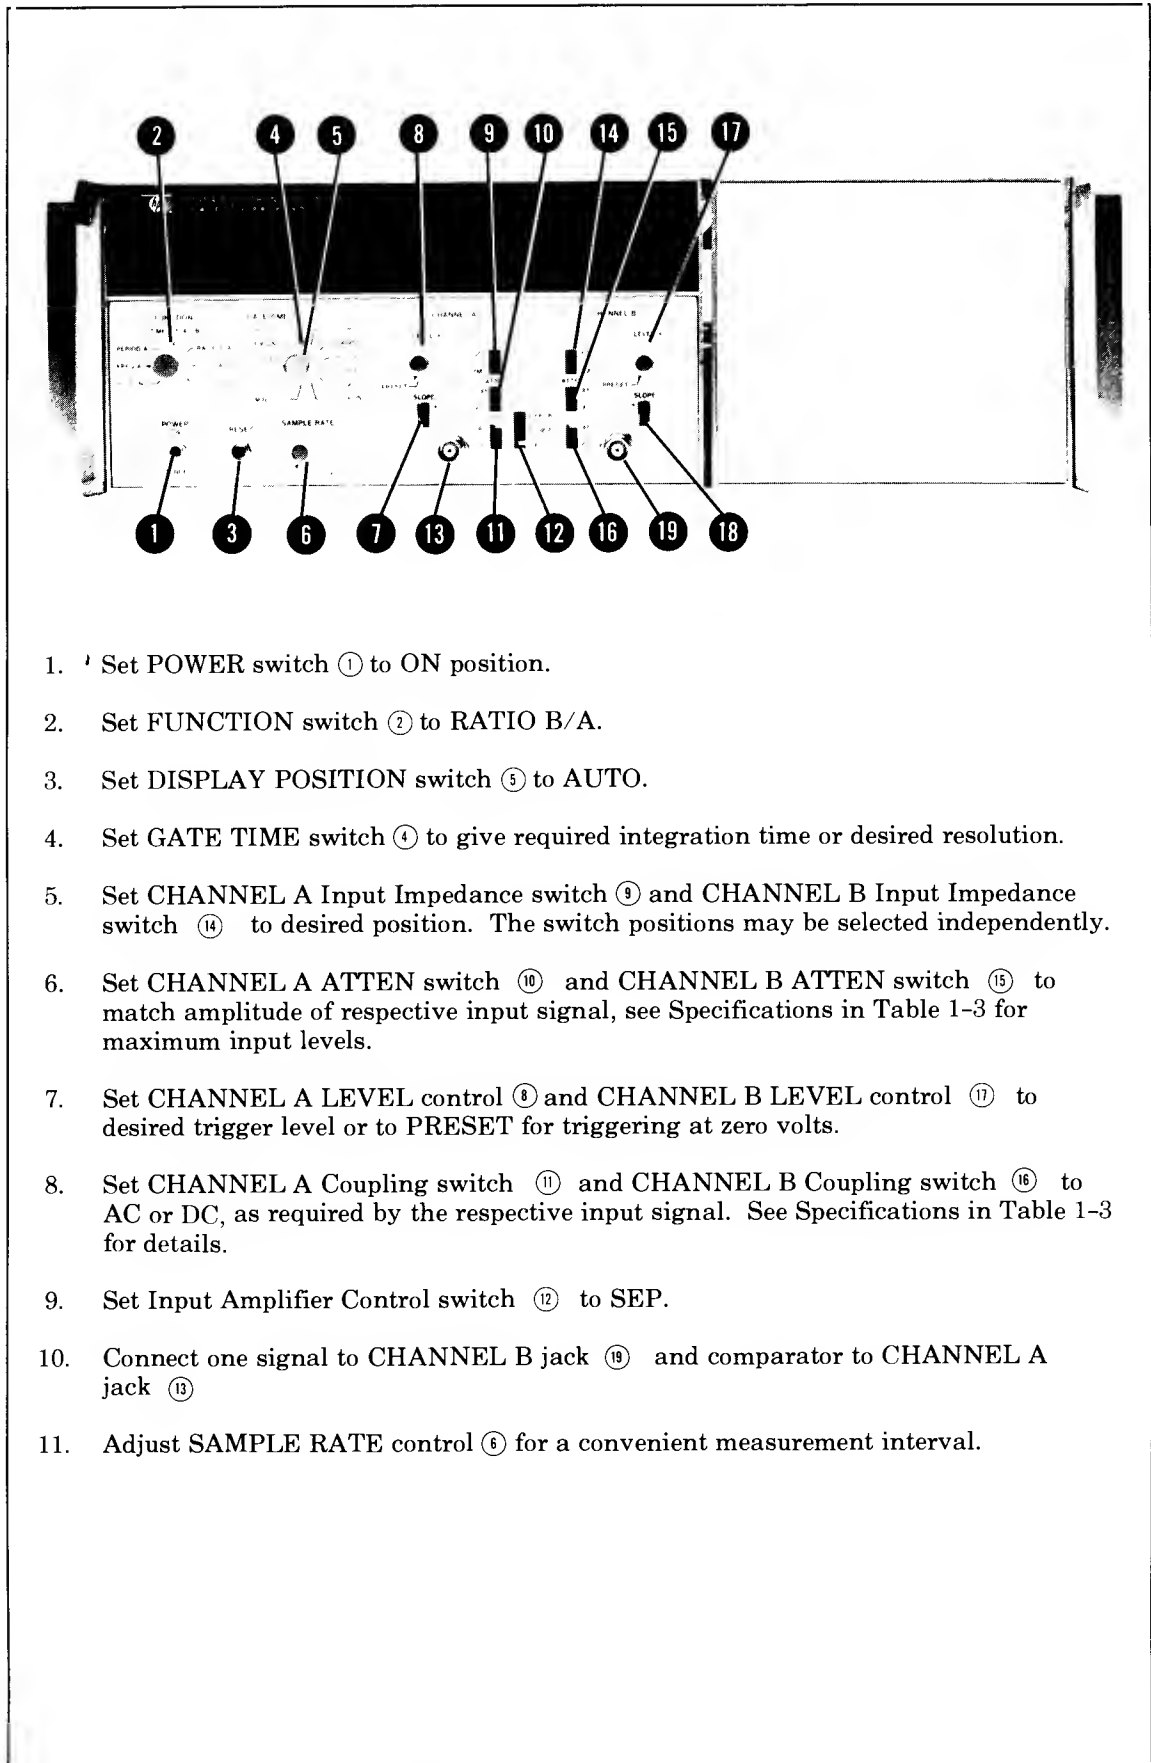 2 4 5 8 9 10 14 15 17
CHANNEL B
LEVEL
PERIOD A
PRESET
PRESET
SLOPE
SLOPE
POWER
RESET
SAMPLE RATE
1 3 6 7 13 11 12 16 19 18
1. Set POWER switch ① to ON position.
2. Set FUNCTION switch ② to RATIO B/A.
3. Set DISPLAY POSITION switch ⑤ to AUTO.
4. Set GATE TIME switch ④ to give required integration time or desired resolution.
5. Set CHANNEL A Input Impedance switch ⑨ and CHANNEL B Input Impedance
switch ⑭ to desired position. The switch positions may be selected independently.
6. Set CHANNEL A ATTEN switch ⑩ and CHANNEL B ATTEN switch ⑮ to
match amplitude of respective input signal, see Specifications in Table 1-3 for
maximum input levels.
7. Set CHANNEL A LEVEL control ⑧ and CHANNEL B LEVEL control ⑰ to
desired trigger level or to PRESET for triggering at zero volts.
8. Set CHANNEL A Coupling switch ⑪ and CHANNEL B Coupling switch ⑯ to
AC or DC, as required by the respective input signal. See Specifications in Table 1-3
for details.
9. Set Input Amplifier Control switch ⑫ to SEP.
10. Connect one signal to CHANNEL B jack ⑲ and comparator to CHANNEL A
jack ⑬
11. Adjust SAMPLE RATE control ⑥ for a convenient measurement interval.